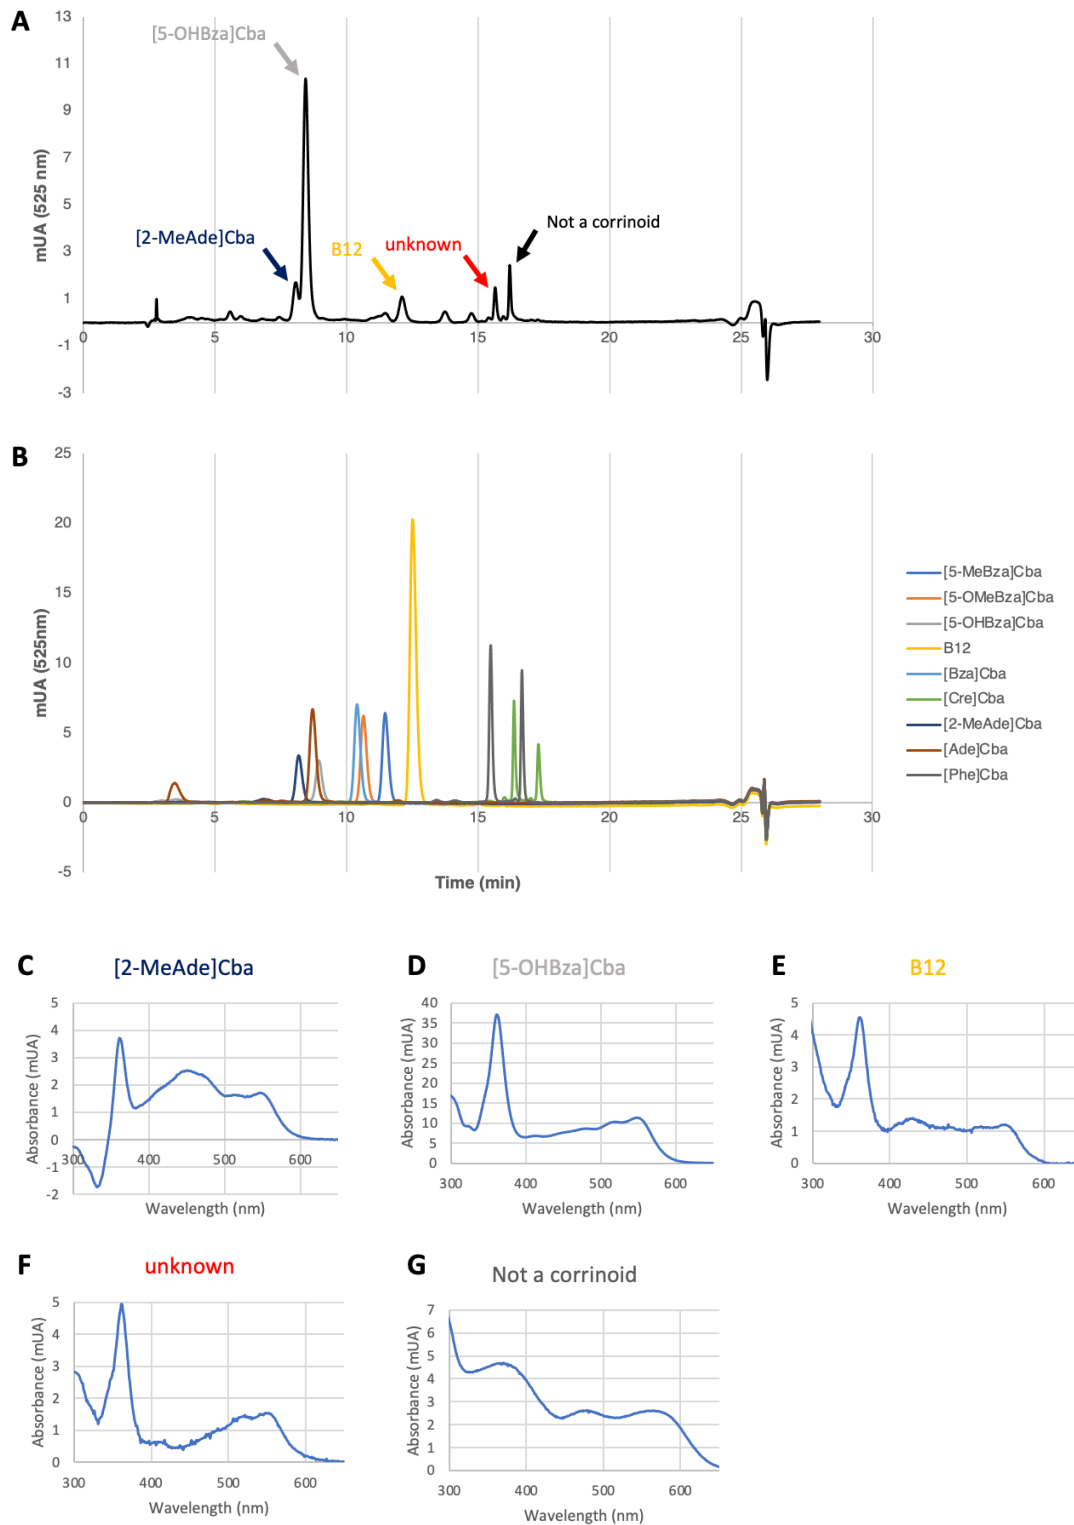 A
[5-OHBza]Cba
13
11
9
7
5
3
1
-1
-3
mUA (525 nm)
[2-MeAde]Cba
B12
unknown
Not a corrinoid
0 5 10 15 20 25 30
B
25
20
15
10
5
0
-5
mUA (525nm)
0 5 10 15 20 25 30
Time (min)
[5-MeBza]Cba
[5-OMeBza]Cba
[5-OHBza]Cba
B12
[Bza]Cba
[Cre]Cba
[2-MeAde]Cba
[Ade]Cba
[Phe]Cba
C [2-MeAde]Cba
5
4
3
2
1
0
-1
-2
Absorbance (mUA)
300 400 500 600
Wavelength (nm)
D [5-OHBza]Cba
40
35
30
25
20
15
10
5
0
Absorbance (mUA)
300 400 500 600
Wavelength (nm)
E B12
5
4
3
2
1
0
Absorbance (mUA)
300 400 500 600
Wavelength (nm)
F unknown
5
4
3
2
1
0
Absorbance (mUA)
300 400 500 600
Wavelength (nm)
G Not a corrinoid
7
6
5
4
3
2
1
0
Absorbance (mUA)
300 400 500 600
Wavelength (nm)